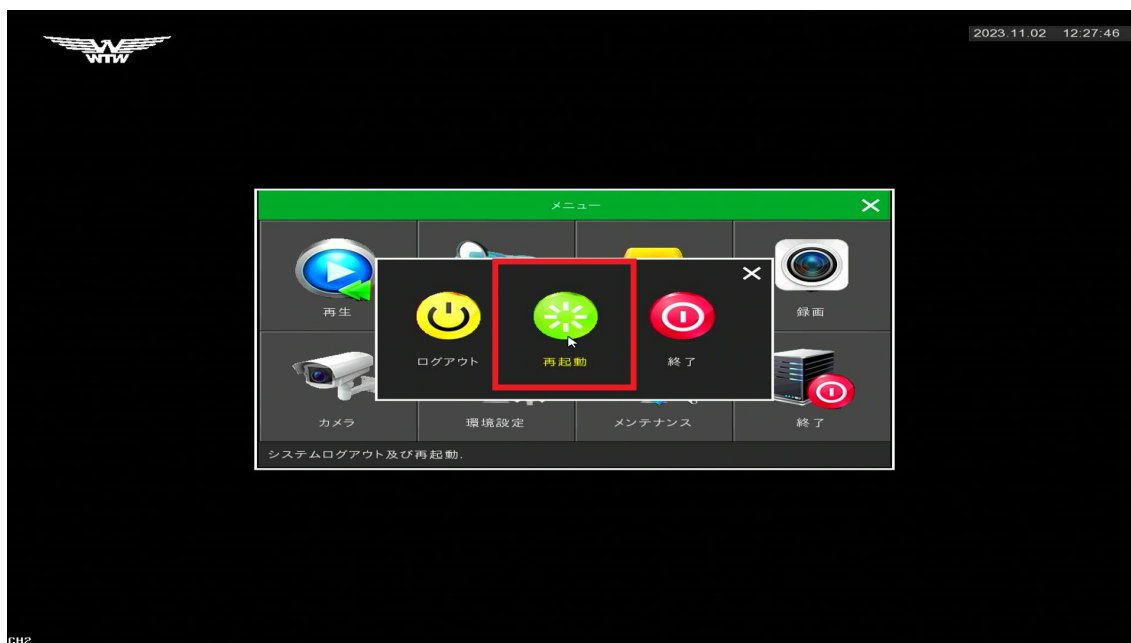 WTW
2023.11.02 12:27:46
メニュー
再生
録画
ログアウト
再起動
終了
カメラ
環境設定
メンテナンス
終了
システムログアウト及び再起動.
CH2